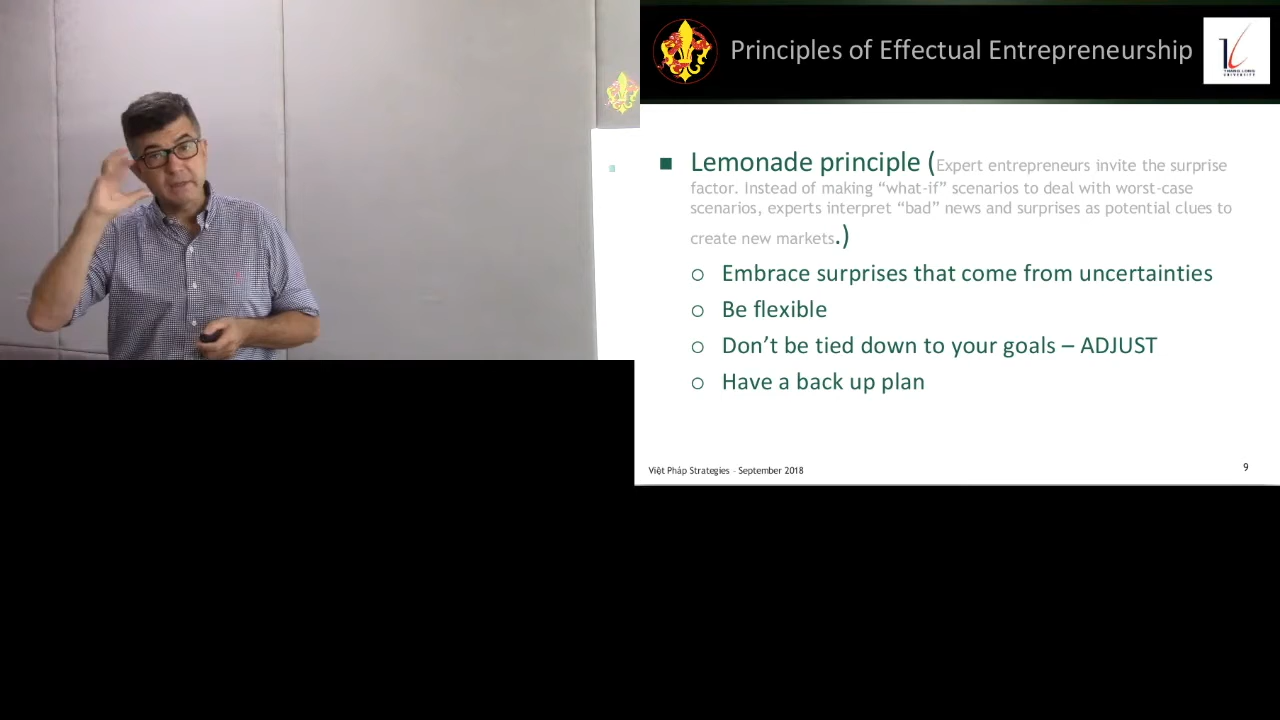 Principles of Effectual Entrepreneurship
THANG LONG
UNIVERSITY
■ Lemonade principle (Expert entrepreneurs invite the surprise
factor. Instead of making “what-if” scenarios to deal with worst-case
scenarios, experts interpret “bad” news and surprises as potential clues to
create new markets.)
o Embrace surprises that come from uncertainties
o Be flexible
o Don’t be tied down to your goals – ADJUST
o Have a back up plan
Việt Pháp Strategies - September 2018
9